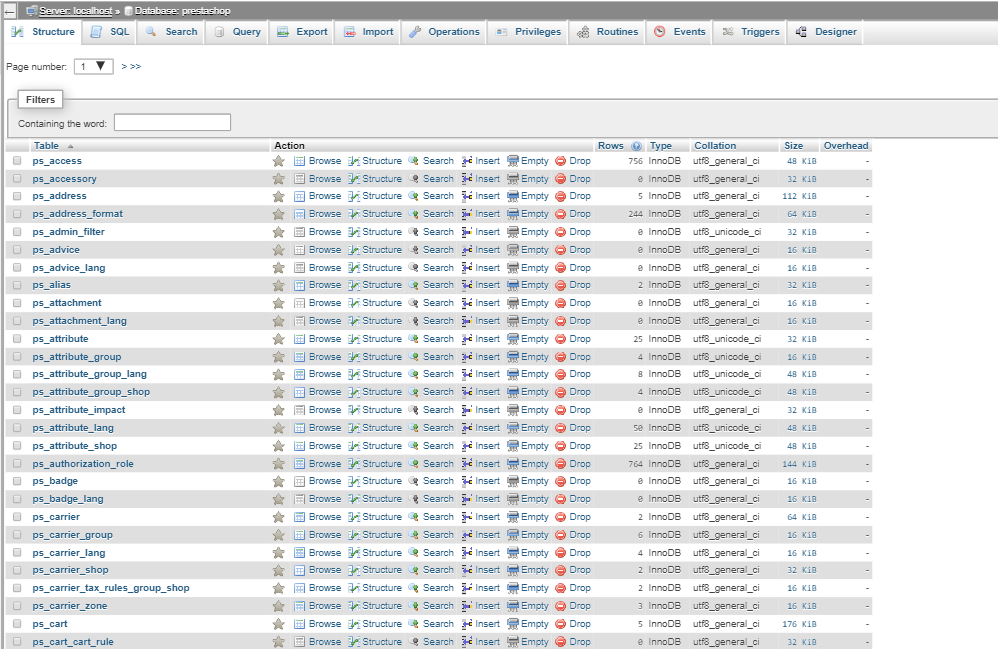 Server: localhost » Database: prestashop
Structure SQL Search Query Export Import Operations Privileges Routines Events Triggers Designer
Page number: 1 > >>
Filters
Containing the word:
Table Action Rows Type Collation Size Overhead
ps_access Browse Structure Search Insert Empty Drop 756 InnoDB utf8_general_ci 48 KiB -
ps_accessory Browse Structure Search Insert Empty Drop 0 InnoDB utf8_general_ci 32 KiB -
ps_address Browse Structure Search Insert Empty Drop 5 InnoDB utf8_general_ci 112 KiB -
ps_address_format Browse Structure Search Insert Empty Drop 244 InnoDB utf8_general_ci 64 KiB -
ps_admin_filter Browse Structure Search Insert Empty Drop 0 InnoDB utf8_unicode_ci 32 KiB -
ps_advice Browse Structure Search Insert Empty Drop 0 InnoDB utf8_general_ci 16 KiB -
ps_advice_lang Browse Structure Search Insert Empty Drop 0 InnoDB utf8_general_ci 16 KiB -
ps_alias Browse Structure Search Insert Empty Drop 2 InnoDB utf8_general_ci 32 KiB -
ps_attachment Browse Structure Search Insert Empty Drop 0 InnoDB utf8_general_ci 16 KiB -
ps_attachment_lang Browse Structure Search Insert Empty Drop 0 InnoDB utf8_general_ci 16 KiB -
ps_attribute Browse Structure Search Insert Empty Drop 25 InnoDB utf8_unicode_ci 32 KiB -
ps_attribute_group Browse Structure Search Insert Empty Drop 4 InnoDB utf8_unicode_ci 16 KiB -
ps_attribute_group_lang Browse Structure Search Insert Empty Drop 8 InnoDB utf8_unicode_ci 48 KiB -
ps_attribute_group_shop Browse Structure Search Insert Empty Drop 4 InnoDB utf8_unicode_ci 48 KiB -
ps_attribute_impact Browse Structure Search Insert Empty Drop 0 InnoDB utf8_general_ci 32 KiB -
ps_attribute_lang Browse Structure Search Insert Empty Drop 50 InnoDB utf8_unicode_ci 48 KiB -
ps_attribute_shop Browse Structure Search Insert Empty Drop 25 InnoDB utf8_unicode_ci 48 KiB -
ps_authorization_role Browse Structure Search Insert Empty Drop 764 InnoDB utf8_general_ci 144 KiB -
ps_badge Browse Structure Search Insert Empty Drop 0 InnoDB utf8_general_ci 16 KiB -
ps_badge_lang Browse Structure Search Insert Empty Drop 0 InnoDB utf8_general_ci 16 KiB -
ps_carrier Browse Structure Search Insert Empty Drop 2 InnoDB utf8_general_ci 64 KiB -
ps_carrier_group Browse Structure Search Insert Empty Drop 6 InnoDB utf8_general_ci 16 KiB -
ps_carrier_lang Browse Structure Search Insert Empty Drop 4 InnoDB utf8_general_ci 16 KiB -
ps_carrier_shop Browse Structure Search Insert Empty Drop 2 InnoDB utf8_general_ci 32 KiB -
ps_carrier_tax_rules_group_shop Browse Structure Search Insert Empty Drop 2 InnoDB utf8_general_ci 16 KiB -
ps_carrier_zone Browse Structure Search Insert Empty Drop 3 InnoDB utf8_general_ci 16 KiB -
ps_cart Browse Structure Search Insert Empty Drop 5 InnoDB utf8_general_ci 176 KiB -
ps_cart_cart_rule Browse Structure Search Insert Empty Drop 0 InnoDB utf8_general_ci 32 KiB -